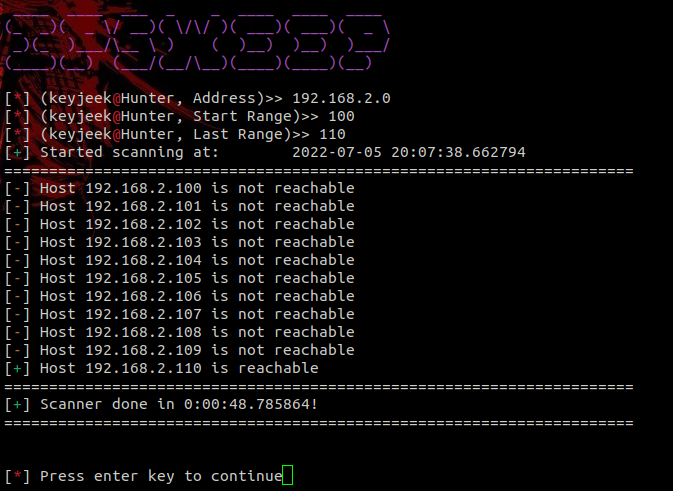 [*] (keyjeek@Hunter, Address)>> 192.168.2.0
[*] (keyjeek@Hunter, Start Range)>> 100
[*] (keyjeek@Hunter, Last Range)>> 110
[+] Started scanning at:        2022-07-05 20:07:38.662794
======================================================================
[-] Host 192.168.2.100 is not reachable
[-] Host 192.168.2.101 is not reachable
[-] Host 192.168.2.102 is not reachable
[-] Host 192.168.2.103 is not reachable
[-] Host 192.168.2.104 is not reachable
[-] Host 192.168.2.105 is not reachable
[-] Host 192.168.2.106 is not reachable
[-] Host 192.168.2.107 is not reachable
[-] Host 192.168.2.108 is not reachable
[-] Host 192.168.2.109 is not reachable
[+] Host 192.168.2.110 is reachable
======================================================================
[+] Scanner done in 0:00:48.785864!
======================================================================
[*] Press enter key to continue